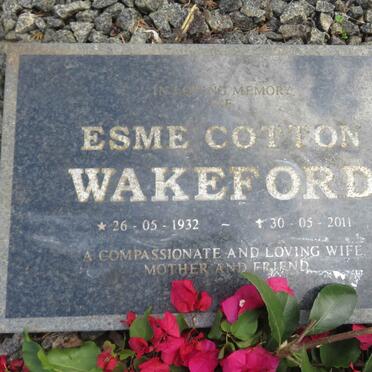 IN LOVING MEMORY
OF
ESME COTTON
WAKEFORD
★ 26 - 05 - 1932 ~ ✝ 30 - 05 - 2011
A COMPASSIONATE AND LOVING WIFE
MOTHER AND FRIEND